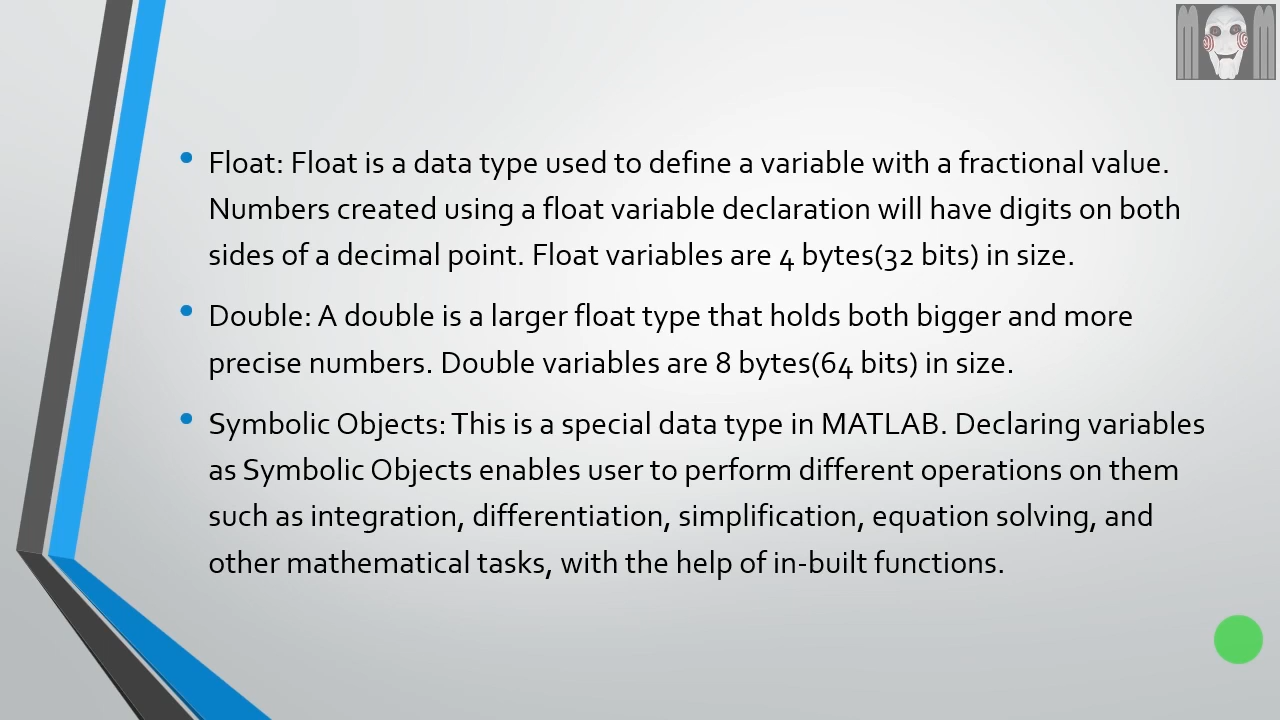 • Float: Float is a data type used to define a variable with a fractional value.
Numbers created using a float variable declaration will have digits on both
sides of a decimal point. Float variables are 4 bytes(32 bits) in size.
• Double: A double is a larger float type that holds both bigger and more
precise numbers. Double variables are 8 bytes(64 bits) in size.
• Symbolic Objects: This is a special data type in MATLAB. Declaring variables
as Symbolic Objects enables user to perform different operations on them
such as integration, differentiation, simplification, equation solving, and
other mathematical tasks, with the help of in-built functions.